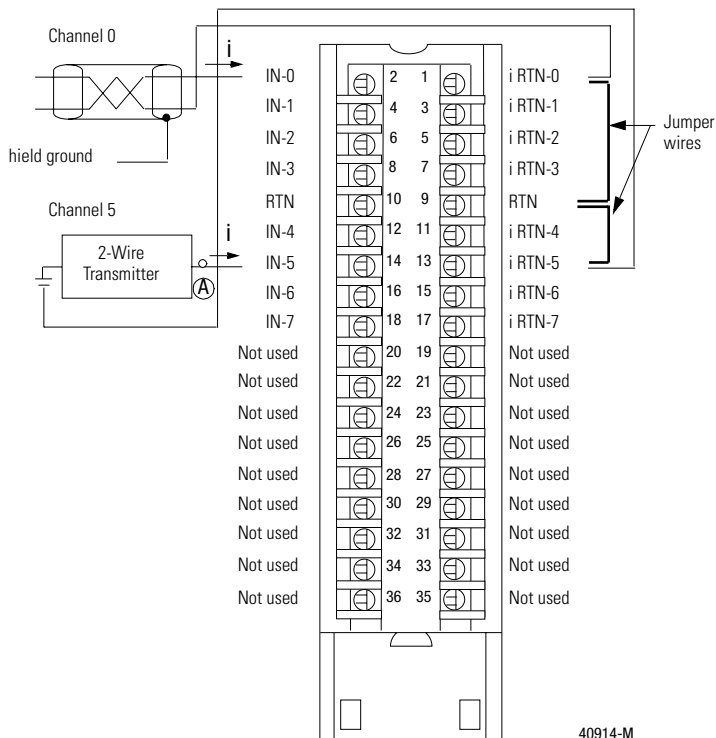 Channel 0
i
hield ground
Channel 5
i
2-Wire
Transmitter
A
IN-0 2 1 i RTN-0
IN-1 4 3 i RTN-1
IN-2 6 5 i RTN-2
IN-3 8 7 i RTN-3
RTN 10 9 RTN
IN-4 12 11 i RTN-4
IN-5 14 13 i RTN-5
IN-6 16 15 i RTN-6
IN-7 18 17 i RTN-7
Not used 20 19 Not used
Not used 22 21 Not used
Not used 24 23 Not used
Not used 26 25 Not used
Not used 28 27 Not used
Not used 30 29 Not used
Not used 32 31 Not used
Not used 34 33 Not used
Not used 36 35 Not used
Jumper
wires
40914-M